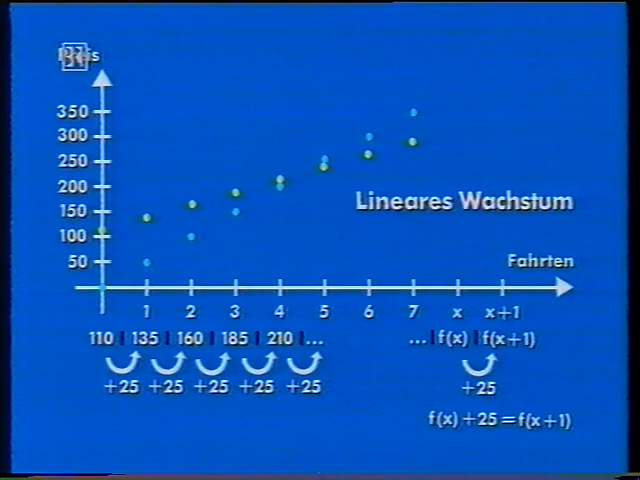 Preis
350
300
250
200
150
100
50
Lineares Wachstum
Fahrten
1 2 3 4 5 6 7 x x+1
110 | 135 | 160 | 185 | 210 | ... ... | f(x) | f(x+1)
+25 +25 +25 +25 +25 +25
f(x) +25 = f(x+1)